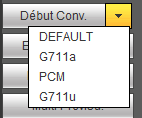 Début Conv.
DEFAULT
G711a
PCM
G711u